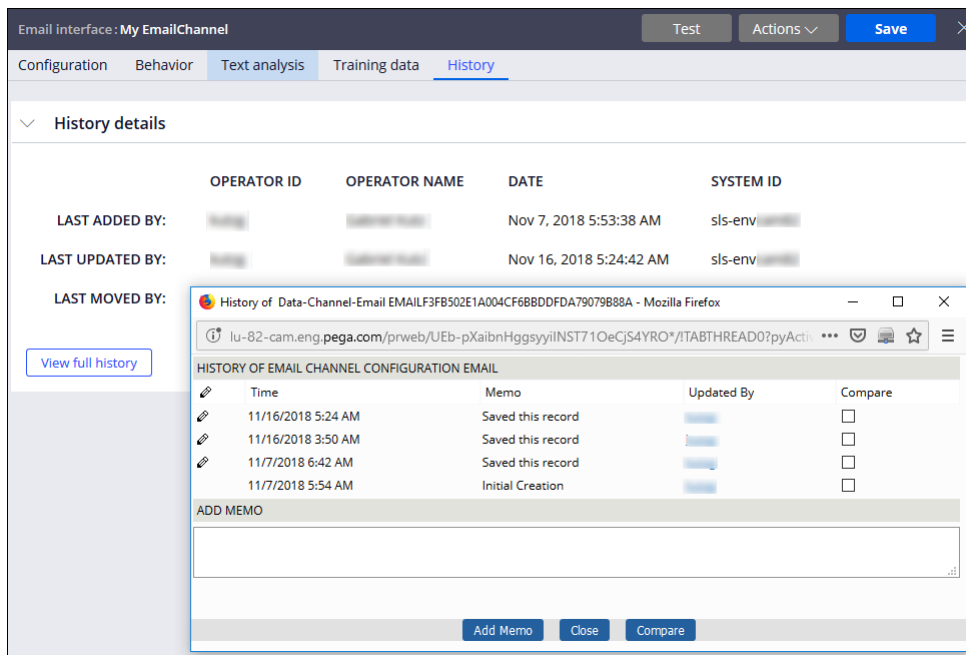 Email interface: My EmailChannel Test Actions Save
Configuration Behavior Text analysis Training data History
History details
OPERATOR ID OPERATOR NAME DATE SYSTEM ID
LAST ADDED BY: Nov 7, 2018 5:53:38 AM sls-env
LAST UPDATED BY: Nov 16, 2018 5:24:42 AM sls-env
LAST MOVED BY:
View full history
History of Data-Channel-Email EMAILF3FB502E1A004CF6BBDDFDA79079B88A - Mozilla Firefox
lu-82-cam.eng.pega.com/prweb/UEb-pXaibnHggsyyiINST71OeCjS4YRO*/!TABTHREAD0?pyActi
HISTORY OF EMAIL CHANNEL CONFIGURATION EMAIL
Time Memo Updated By Compare
11/16/2018 5:24 AM Saved this record
11/16/2018 3:50 AM Saved this record
11/7/2018 6:42 AM Saved this record
11/7/2018 5:54 AM Initial Creation
ADD MEMO
Add Memo Close Compare